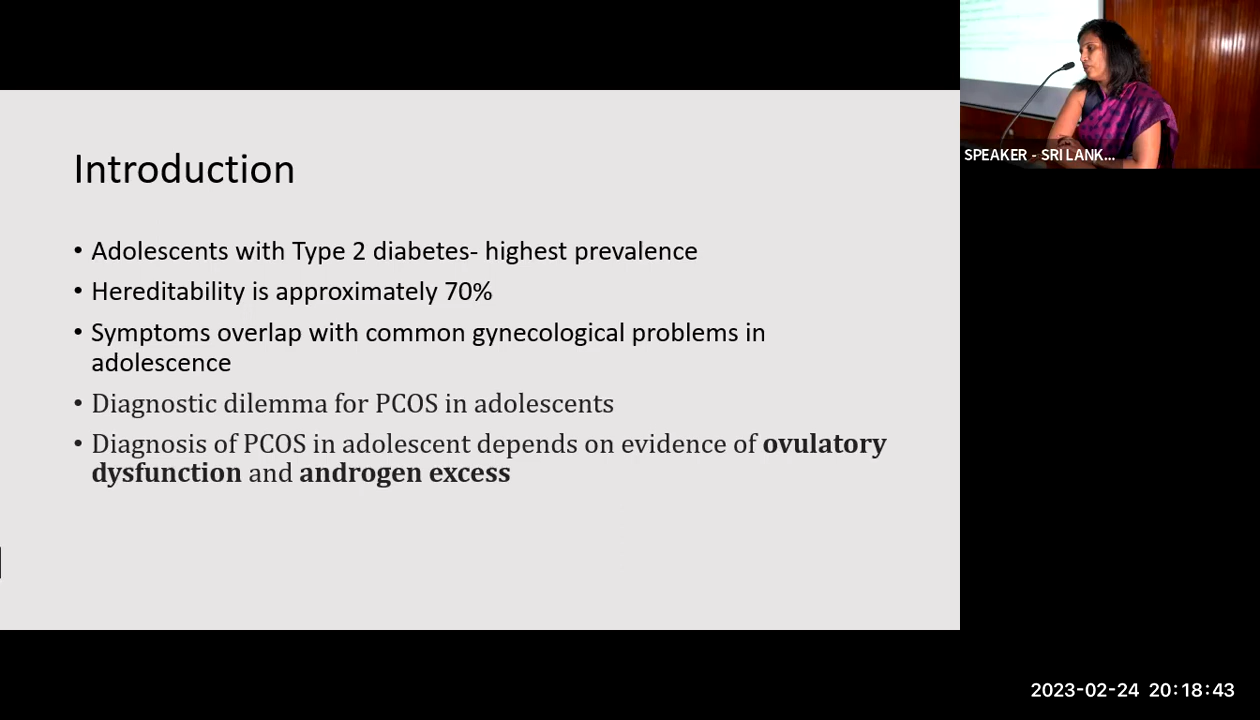 Introduction
• Adolescents with Type 2 diabetes- highest prevalence
• Hereditability is approximately 70%
• Symptoms overlap with common gynecological problems in
adolescence
• Diagnostic dilemma for PCOS in adolescents
• Diagnosis of PCOS in adolescent depends on evidence of ovulatory
dysfunction and androgen excess
SPEAKER - SRI LANK...
2023-02-24 20:18:43